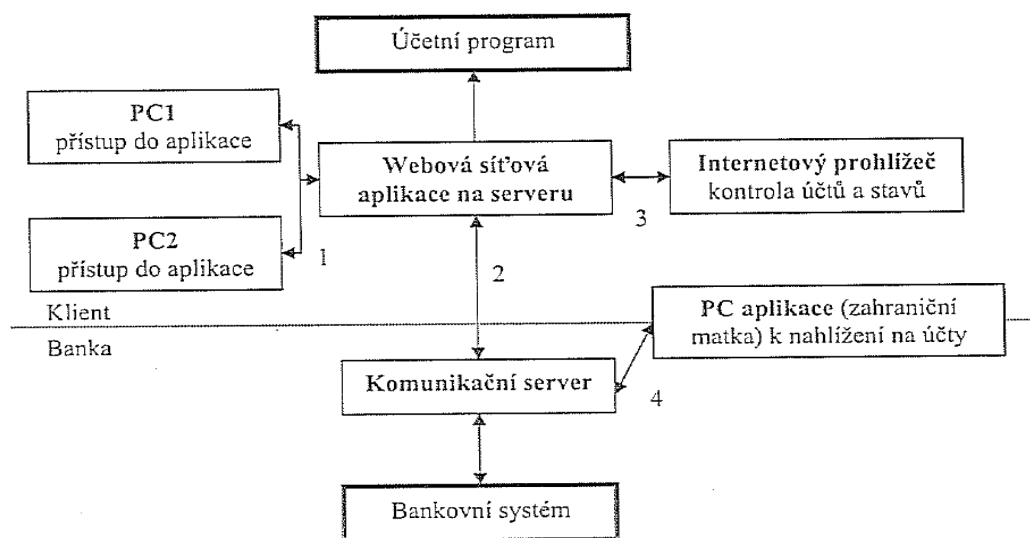 Účetní program
PC1
přístup do aplikace
Webová síťová
aplikace na serveru
Internetový prohlížeč
kontrola účtů a stavů
PC2
přístup do aplikace
1
2
3
Klient
Banka
PC aplikace (zahraniční
matka) k nahlížení na účty
Komunikační server
4
Bankovní systém